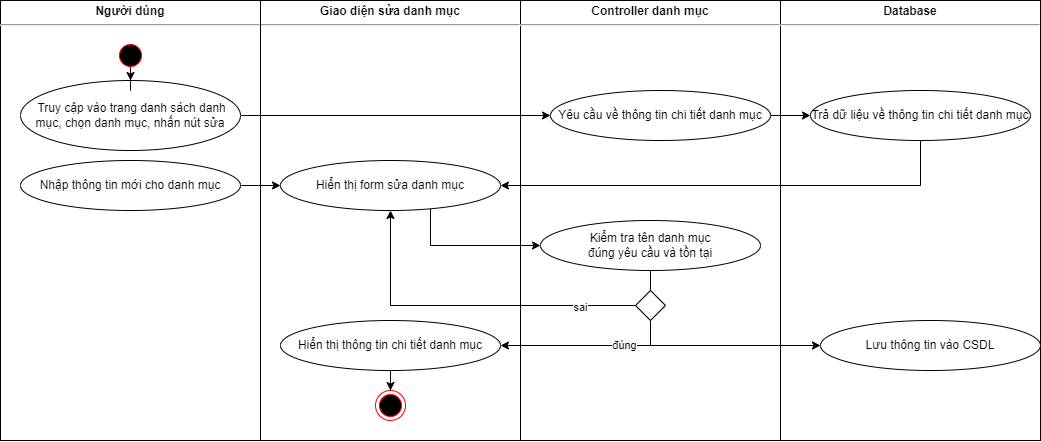 Người dùng
Giao diện sửa danh mục
Controller danh mục
Database
Truy cập vào trang danh sách danh
mục, chọn danh mục, nhấn nút sửa
Yêu cầu về thông tin chi tiết danh mục
Trả dữ liệu về thông tin chi tiết danh mục
Nhập thông tin mới cho danh mục
Hiển thị form sửa danh mục
Kiểm tra tên danh mục
đúng yêu cầu và tồn tại
sai
Hiển thị thông tin chi tiết danh mục
đúng
Lưu thông tin vào CSDL